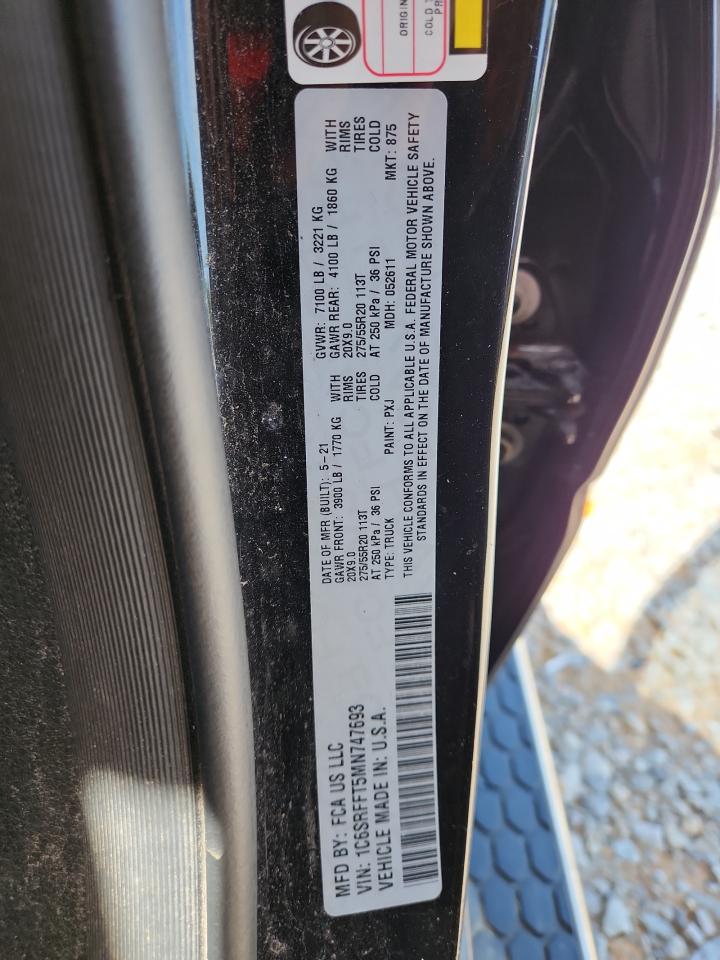 MFD BY: FCA US LLC
VIN: 1C6SRFFT5MN747693
VEHICLE MADE IN: U.S.A.
DATE OF MFR (BUILT): 5-21 GVWR: 7100 LB / 3221 KG
GAWR FRONT: 3900 LB / 1770 KG WITH GAWR REAR: 4100 LB / 1860 KG WITH
20X9.0 RIMS 20X9.0 RIMS
275/55R20 113T TIRES 275/55R20 113T TIRES
AT 250 kPa / 36 PSI COLD AT 250 kPa / 36 PSI COLD
TYPE: TRUCK PAINT: PXJ MDH: 052611 MKT: 875
THIS VEHICLE CONFORMS TO ALL APPLICABLE U.S.A. FEDERAL MOTOR VEHICLE SAFETY
STANDARDS IN EFFECT ON THE DATE OF MANUFACTURE SHOWN ABOVE.
ORIGIN
COLD T
PR